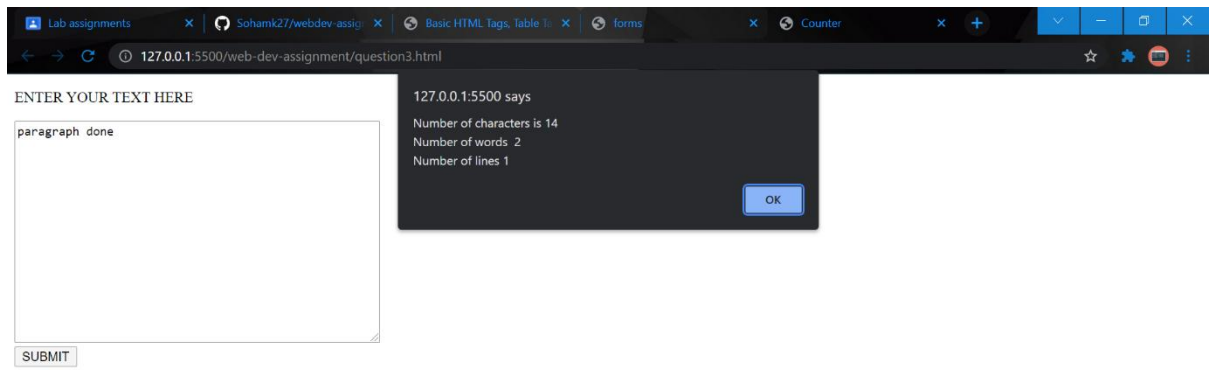 Lab assignments
Sohamk27/webdev-assig
Basic HTML Tags, Table Ta
forms
Counter
127.0.0.1:5500/web-dev-assignment/question3.html
ENTER YOUR TEXT HERE
paragraph done
127.0.0.1:5500 says
Number of characters is 14
Number of words 2
Number of lines 1
OK
SUBMIT